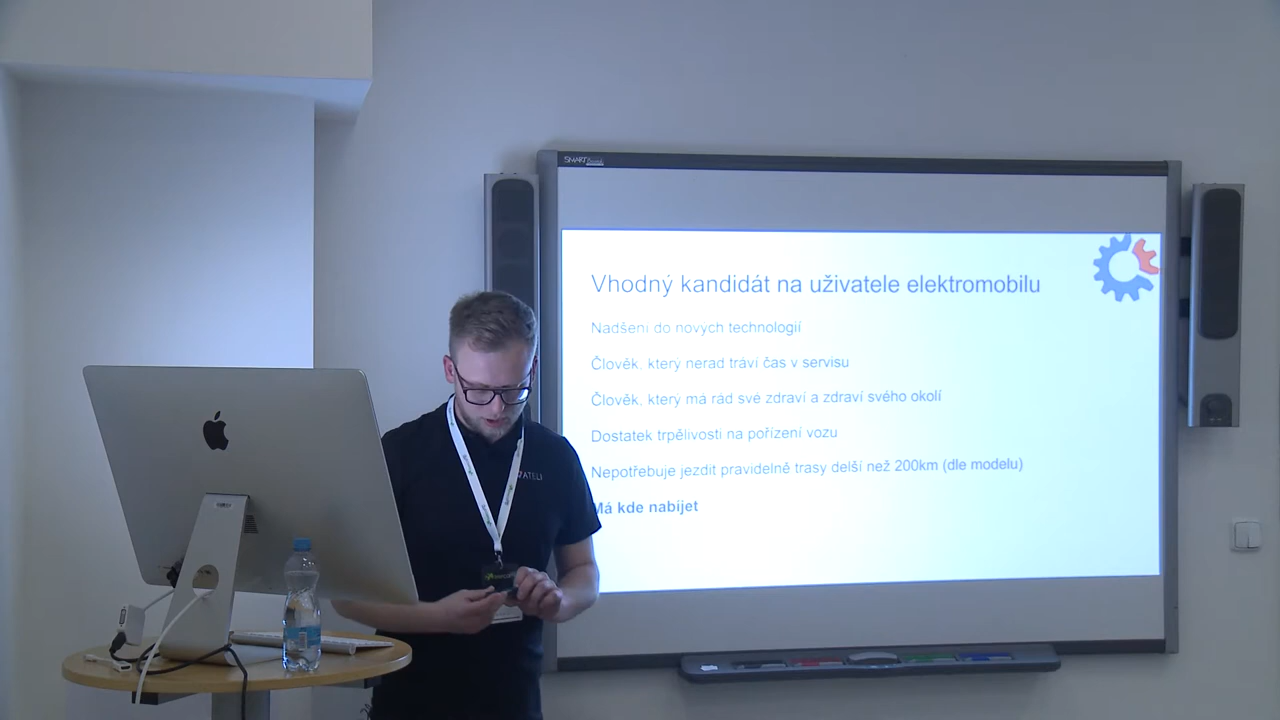 SMART
Vhodný kandidát na uživatele elektromobilu
Nadšení do nových technologií
Člověk, který nerad tráví čas v servisu
Člověk, který má rád své zdraví a zdraví svého okolí
Dostatek trpělivosti na pořízení vozu
Nepotřebuje jezdit pravidelně trasy delší než 200km (dle modelu)
Má kde nabíjet